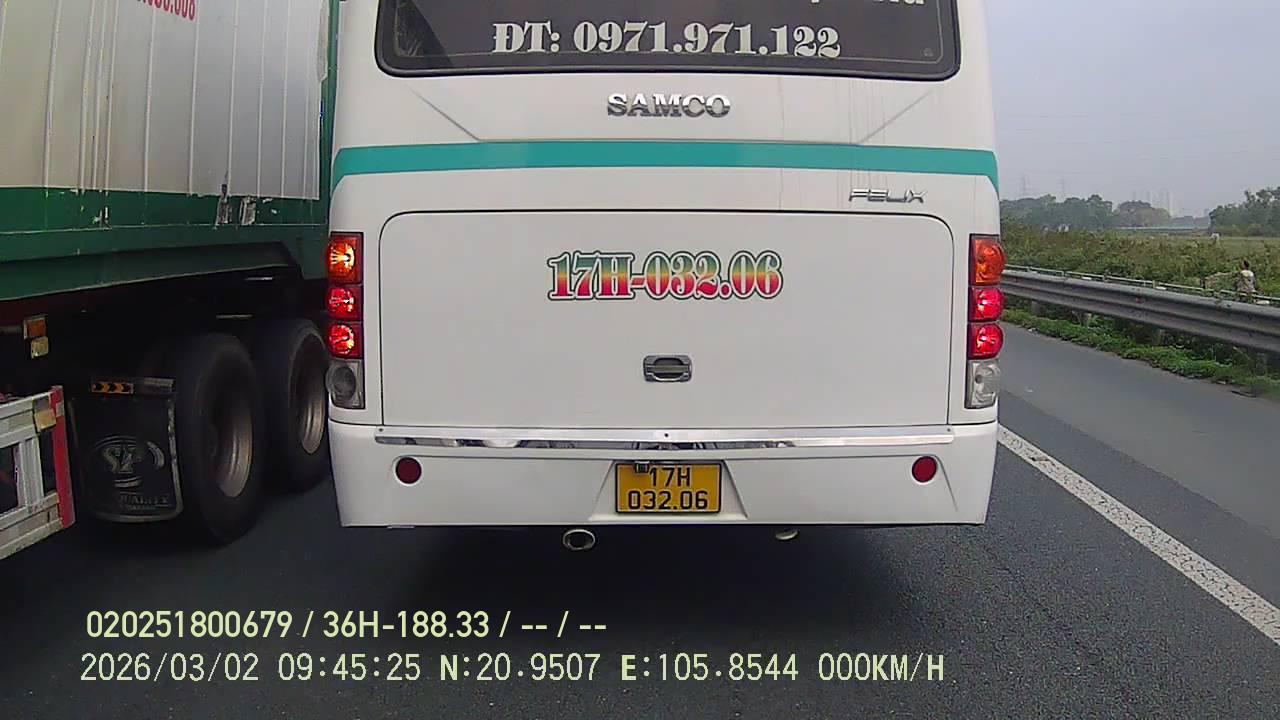 ĐT: 0971.971.122
SAMCO
FELIX
17H-032.06
17H
032.06
020251800679 / 36H-188.33 / -- / --
2026/03/02 09:45:25 N:20.9507 E:105.8544 000KM/H